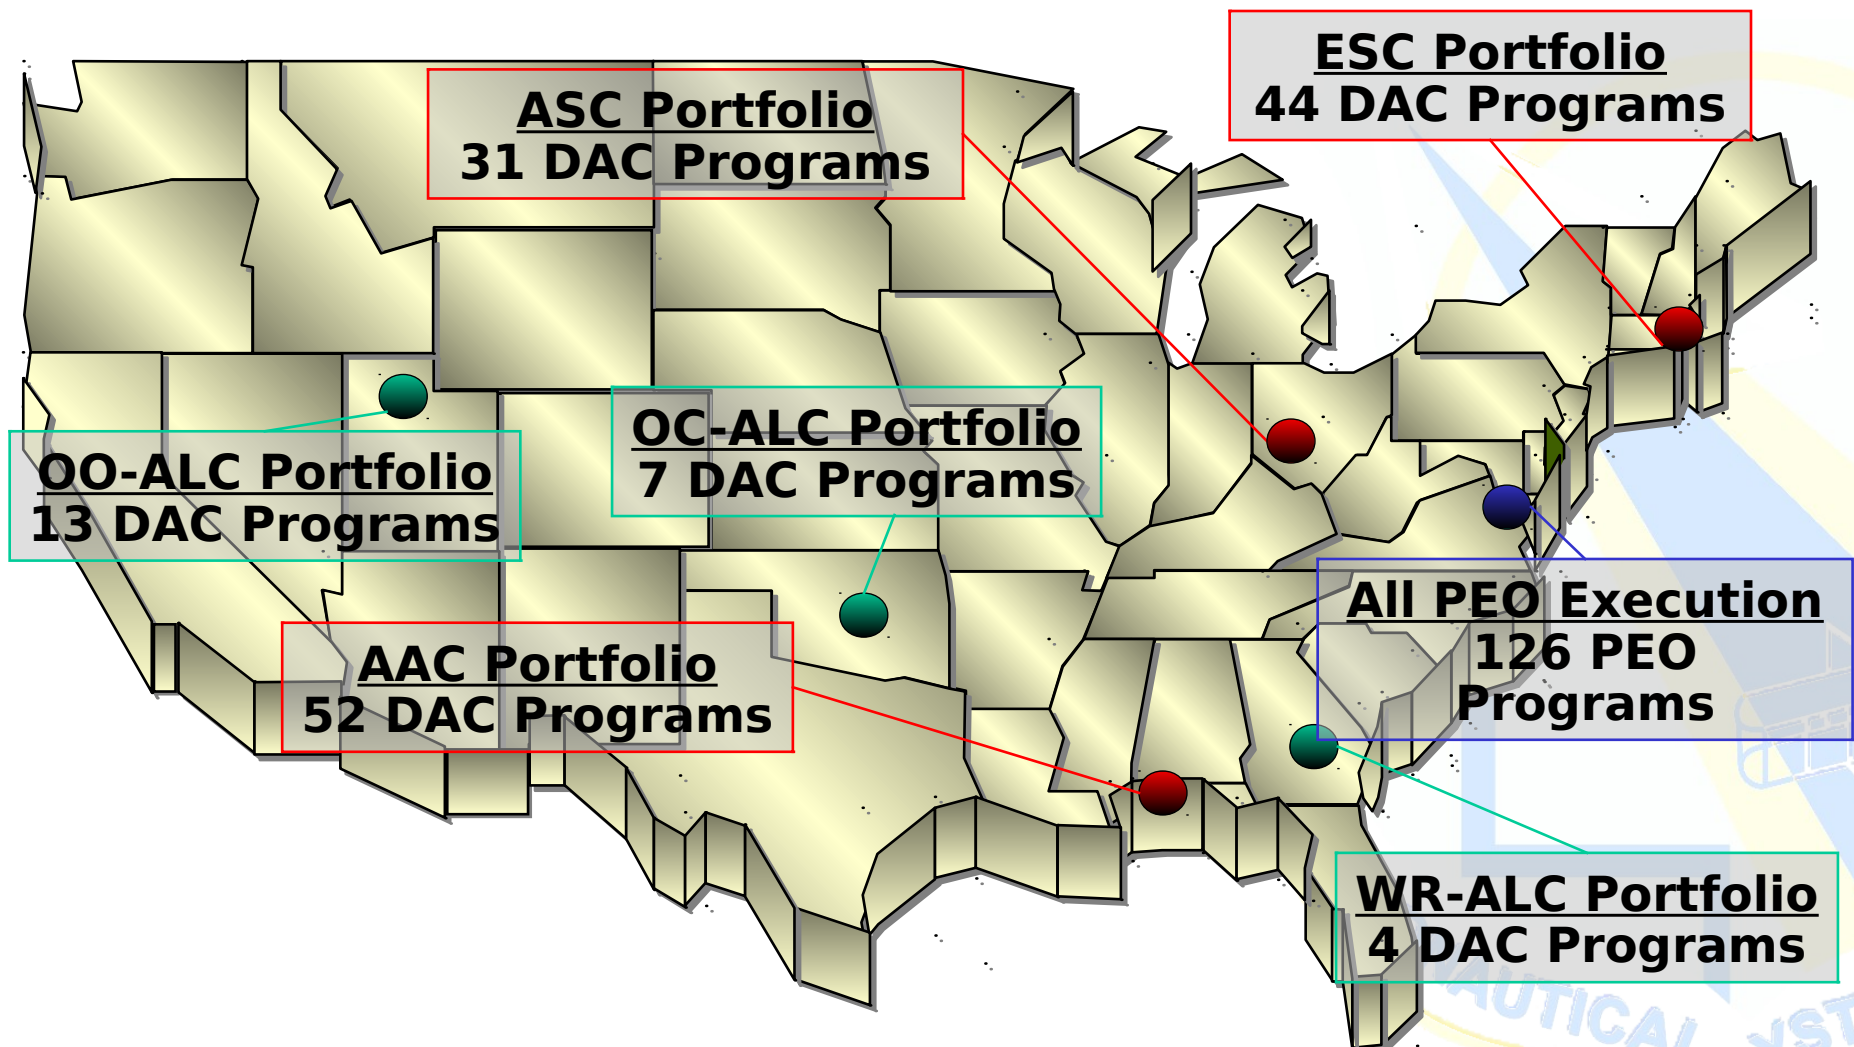 ESC Portfolio
44 DAC Programs
ASC Portfolio
31 DAC Programs
OC-ALC Portfolio
7 DAC Programs
OO-ALC Portfolio
13 DAC Programs
All PEO Execution
126 PEO
Programs
AAC Portfolio
52 DAC Programs
WR-ALC Portfolio
4 DAC Programs